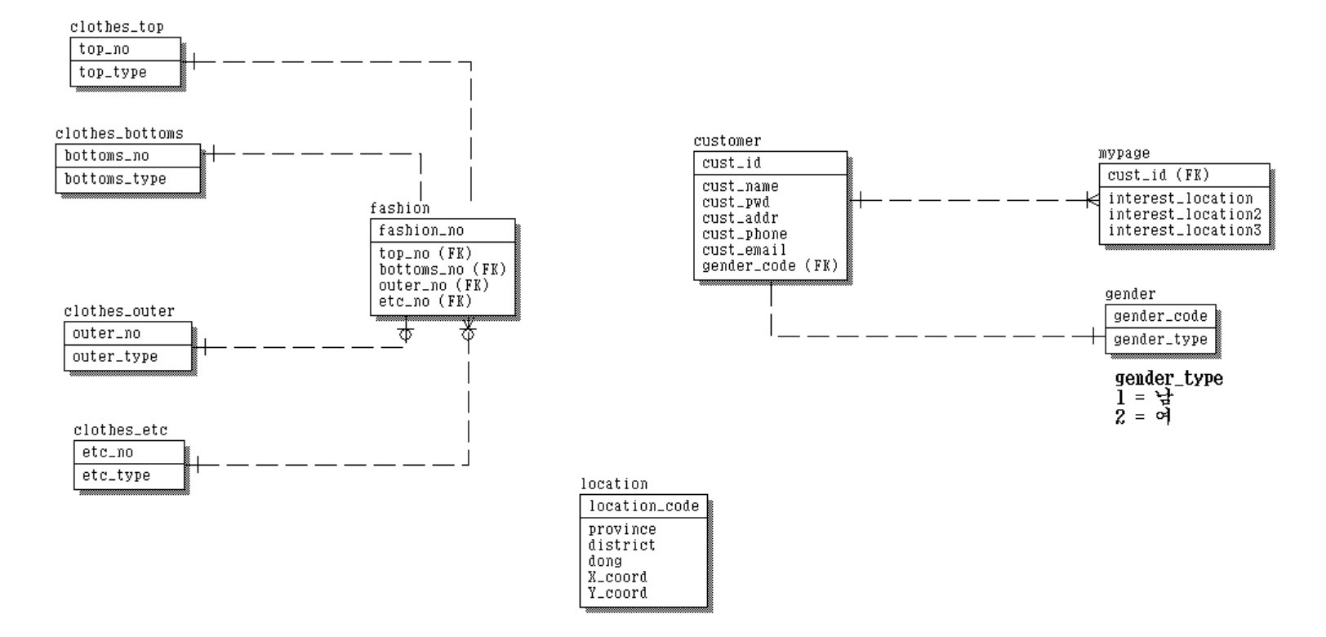 clothes_top
top_no
top_type
clothes_bottoms
bottoms_no
bottoms_type
fashion
fashion_no
top_no (FK)
bottoms_no (FK)
outer_no (FK)
etc_no (FK)
clothes_outer
outer_no
outer_type
clothes_etc
etc_no
etc_type
customer
cust_id
cust_name
cust_pwd
cust_addr
cust_phone
cust_email
gender_code (FK)
mypage
cust_id (FK)
interest_location
interest_location2
interest_location3
gender
gender_code
gender_type
gender_type
1 = 남
2 = 여
location
location_code
province
district
dong
X_coord
Y_coord